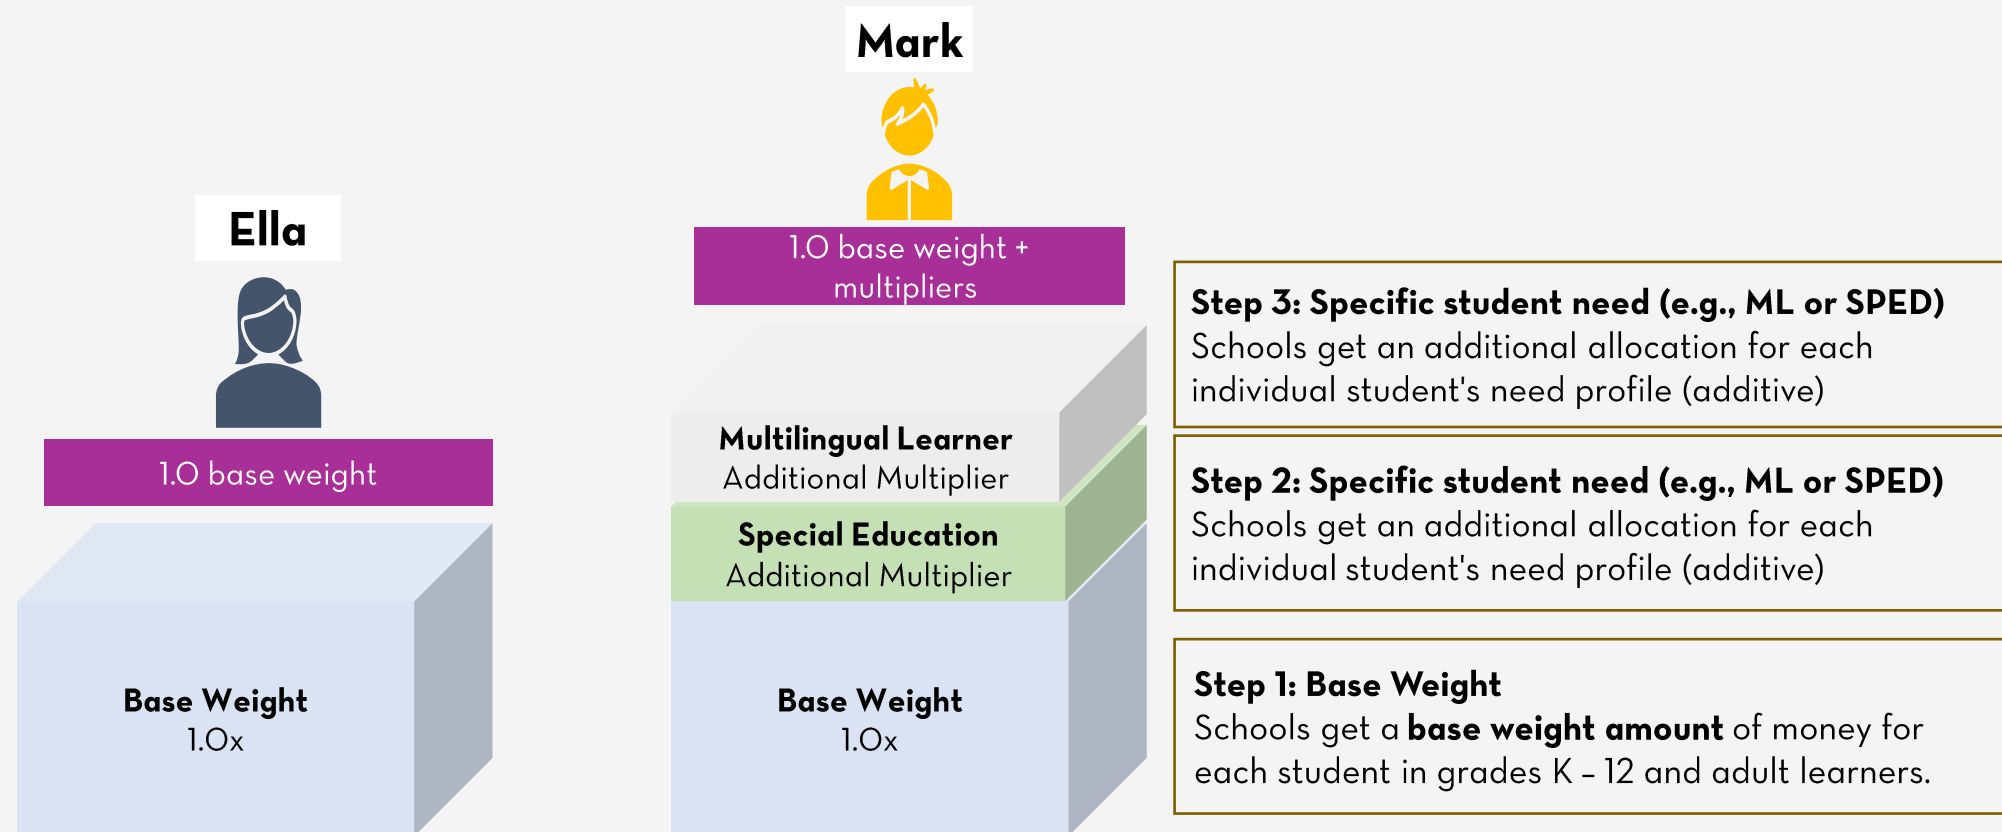 Mark
Ella
1.0 base weight +
multipliers
1.0 base weight
Multilingual Learner
Additional Multiplier
Special Education
Additional Multiplier
Base Weight
1.0x
Base Weight
1.0x
Step 3: Specific student need (e.g., ML or SPED)
Schools get an additional allocation for each
individual student's need profile (additive)
Step 2: Specific student need (e.g., ML or SPED)
Schools get an additional allocation for each
individual student's need profile (additive)
Step 1: Base Weight
Schools get a base weight amount of money for
each student in grades K – 12 and adult learners.